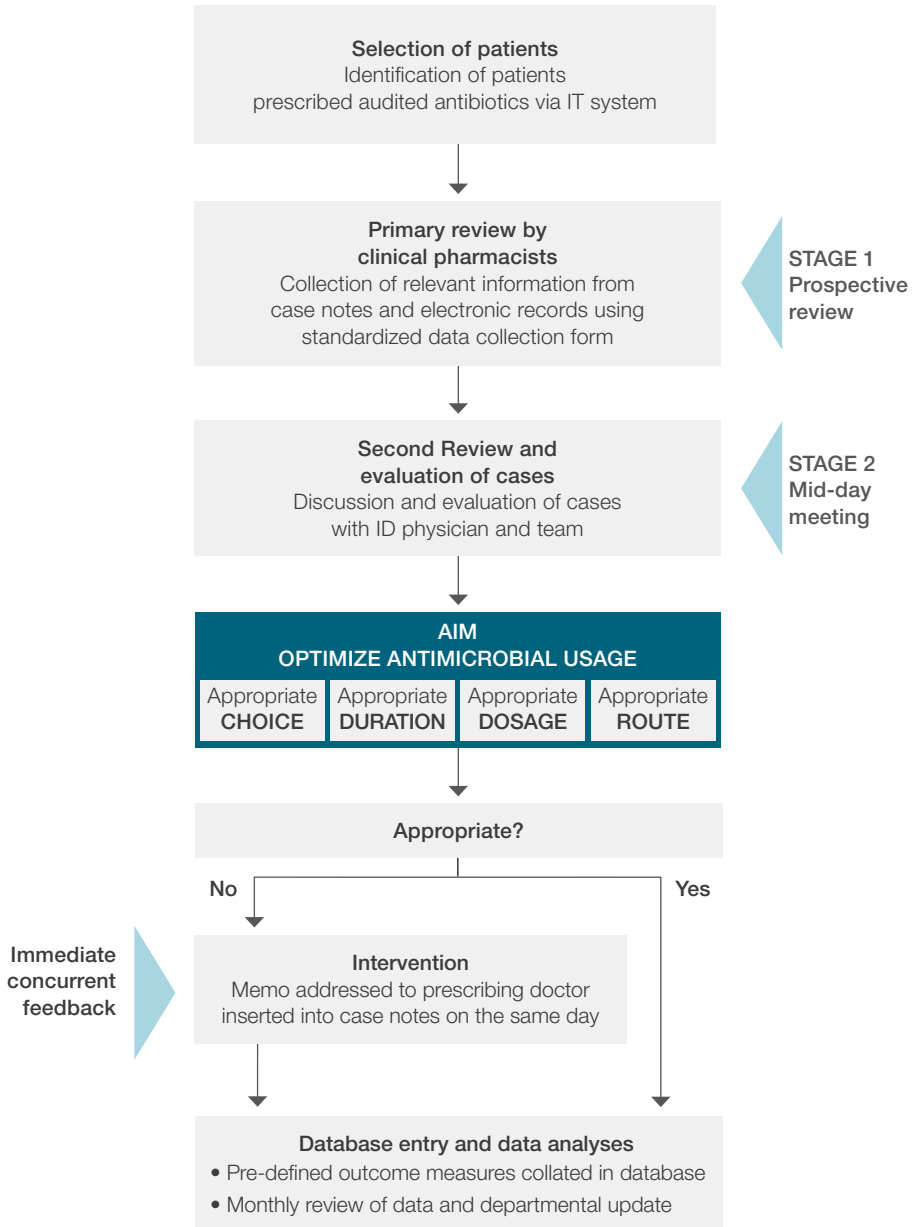 Selection of patients
Identification of patients
prescribed audited antibiotics via IT system
Primary review by
clinical pharmacists
Collection of relevant information from
case notes and electronic records using
standardized data collection form
STAGE 1
Prospective
review
Second Review and
evaluation of cases
Discussion and evaluation of cases
with ID physician and team
STAGE 2
Mid-day
meeting
AIM
OPTIMIZE ANTIMICROBIAL USAGE
Appropriate
CHOICE
Appropriate
DURATION
Appropriate
DOSAGE
Appropriate
ROUTE
Appropriate?
No
Yes
Immediate
concurrent
feedback
Intervention
Memo addressed to prescribing doctor
inserted into case notes on the same day
Database entry and data analyses
• Pre-defined outcome measures collated in database
• Monthly review of data and departmental update